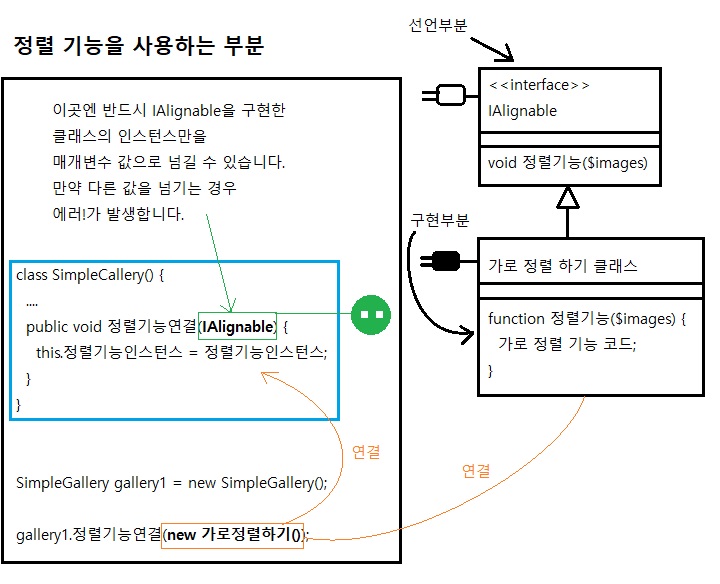 정렬 기능을 사용하는 부분
이곳엔 반드시 IAlignable을 구현한
클래스의 인스턴스만을
매개변수 값으로 넘길 수 있습니다.
만약 다른 값을 넘기는 경우
에러!가 발생합니다.
class SimpleCallery() {
....
public void 정렬기능연결(IAlignable) {
this.정렬기능인스턴스 = 정렬기능인스턴스;
}
}
연결
SimpleGallery gallery1 = new SimpleGallery();
gallery1.정렬기능연결(new 가로정렬하기());
선언부분
<<interface>>
IAlignable
void 정렬기능($images)
구현부분
가로 정렬 하기 클래스
function 정렬기능($images) {
가로 정렬 기능 코드;
}
연결